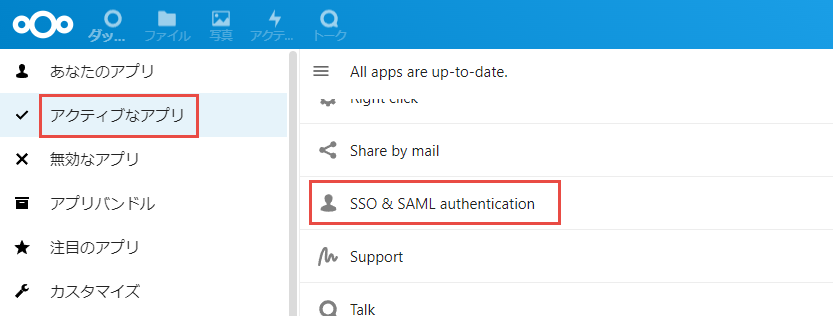 ダッ...
ファイル
写真
アクテ...
トーク
あなたのアプリ
アクティブなアプリ
無効なアプリ
アプリバンドル
注目のアプリ
カスタマイズ
All apps are up-to-date.
Right click
Share by mail
SSO & SAML authentication
Support
Talk